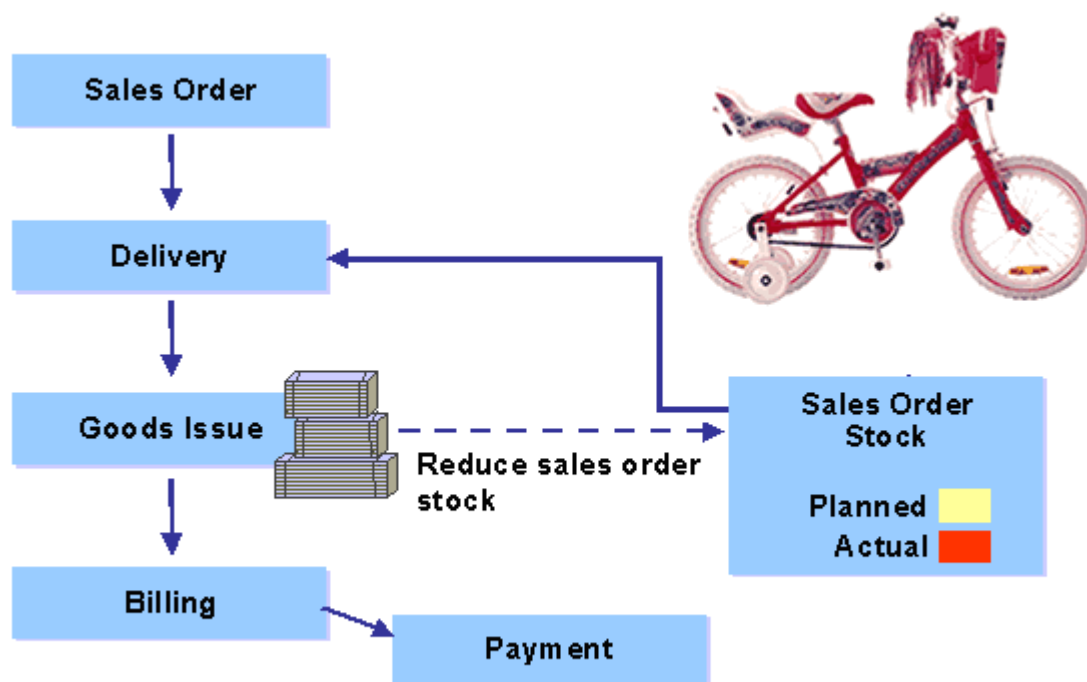 Sales Order
Delivery
Goods Issue
Reduce sales order
stock
Sales Order
Stock
Planned
Actual
Billing
Payment